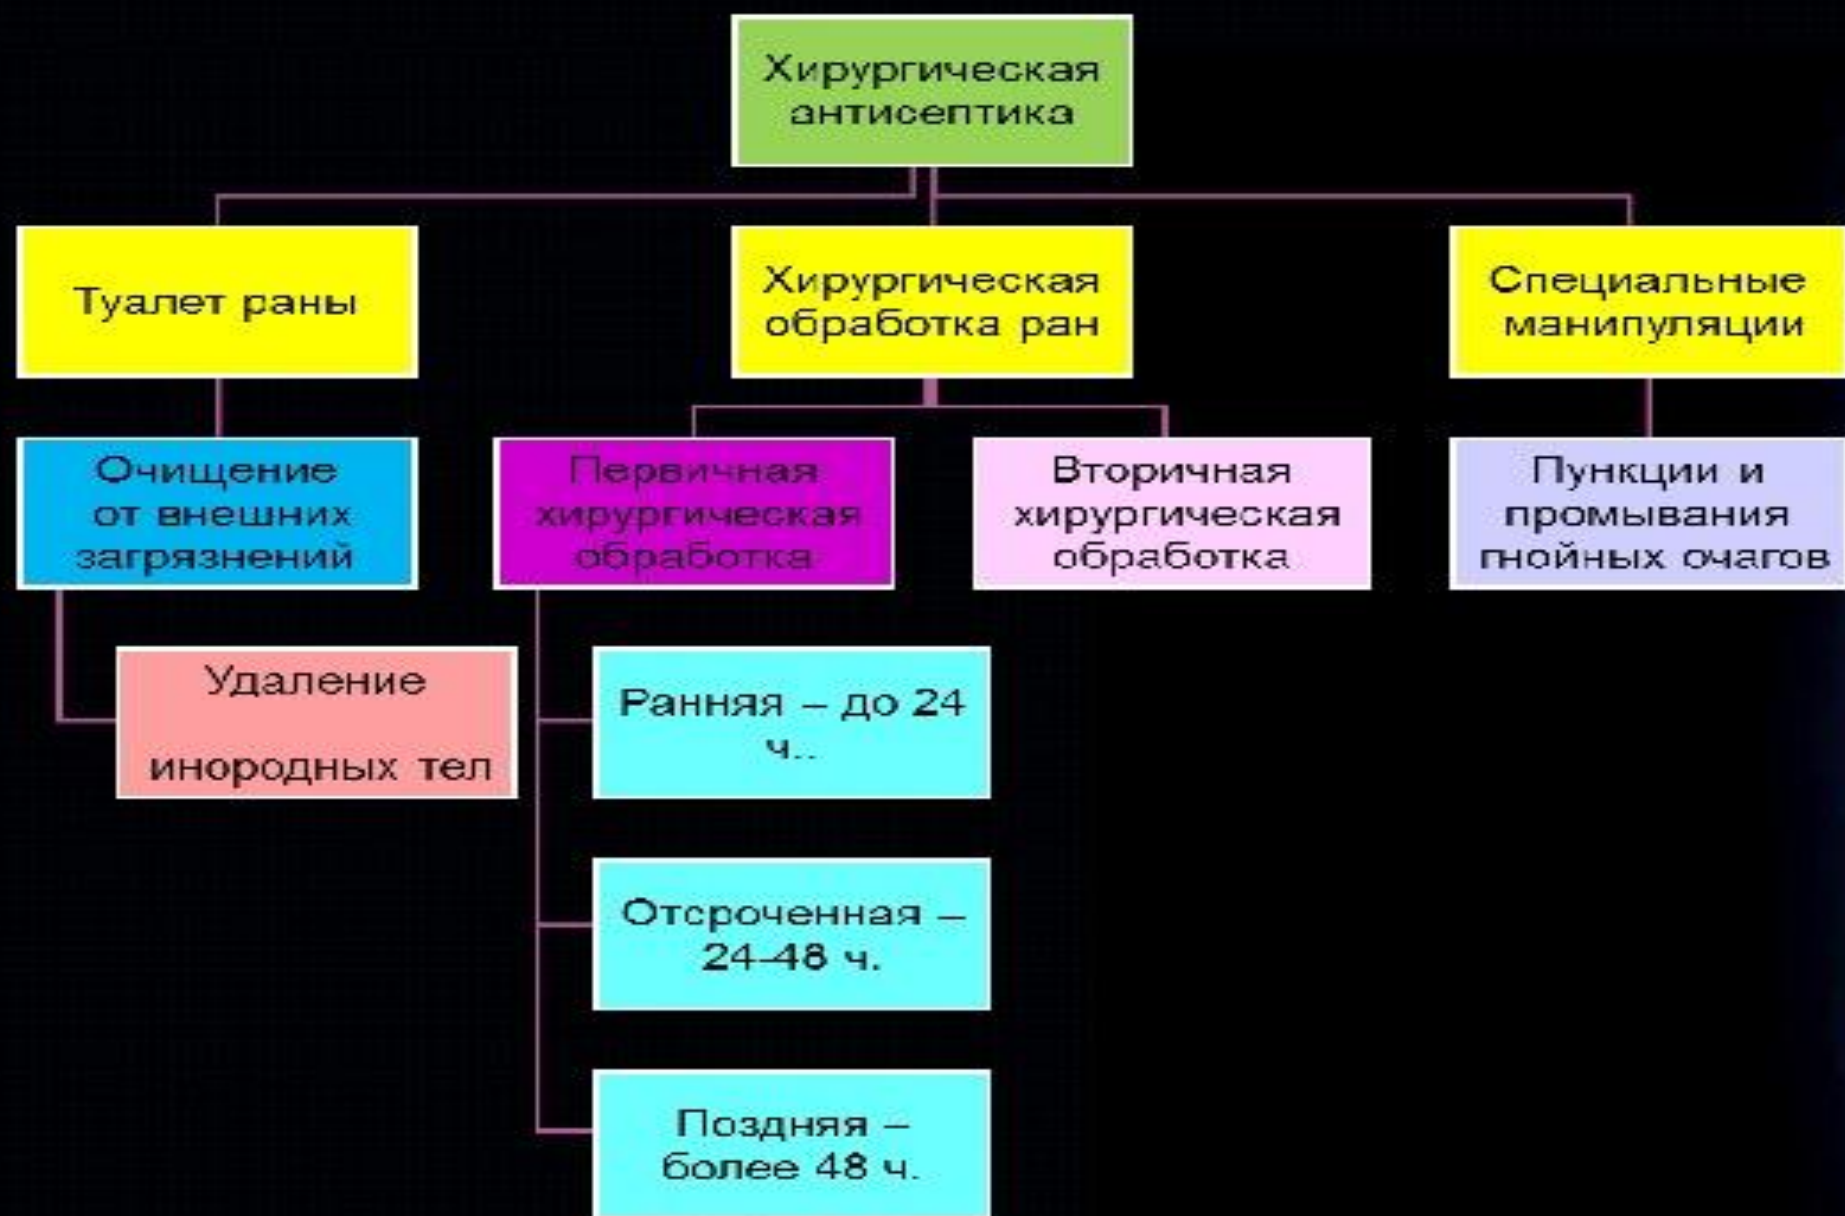 Хирургическая
антисептика
Туалет раны
Хирургическая
обработка ран
Специальные
манипуляции
Очищение
от внешних
загрязнений
Первичная
хирургическая
обработка
Вторичная
хирургическая
обработка
Пункции и
промывания
гнойных очагов
Удаление
инородных тел
Ранняя – до 24
ч..
Отсроченная –
24-48 ч.
Поздняя –
более 48 ч.